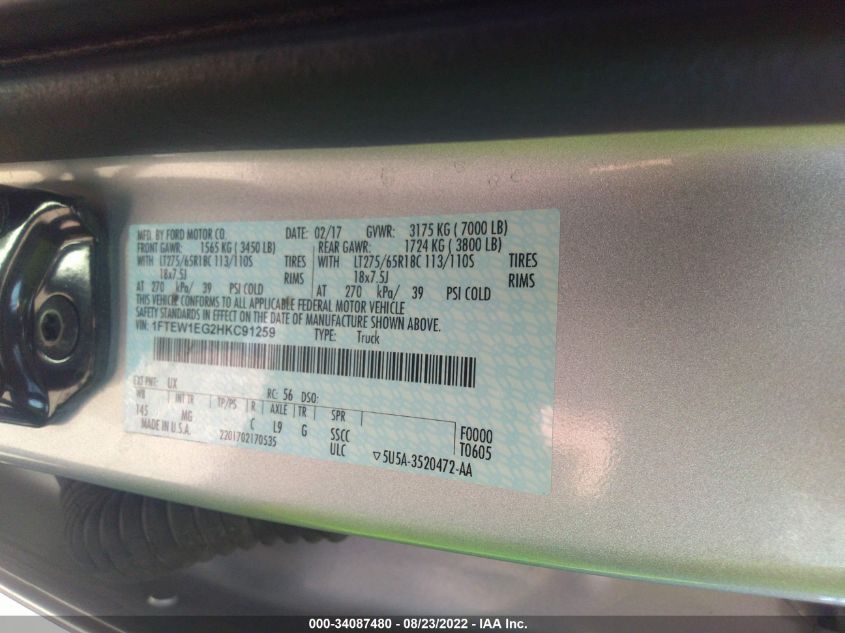 MFD. BY FORD MOTOR CO. DATE: 02/17 GVWR: 3175 KG ( 7000 LB)
FRONT GAWR: 1565 KG ( 3450 LB) REAR GAWR: 1724 KG ( 3800 LB)
WITH LT275/65R18C 113/110S TIRES WITH LT275/65R18C 113/110S TIRES
18x7.5J RIMS 18x7.5J RIMS
AT 270 kPa/ 39 PSI COLD AT 270 kPa/ 39 PSI COLD
THIS VEHICLE CONFORMS TO ALL APPLICABLE FEDERAL MOTOR VEHICLE
SAFETY STANDARDS IN EFFECT ON THE DATE OF MANUFACTURE SHOWN ABOVE.
VIN: 1FTEW1EG2HKC91259 TYPE: Truck
EXT PNT: UX RC: 56 DSO:
WB INT TR TP/PS R AXLE TR SPR
145 MG C L9 G SSCC F0000
MADE IN U.S.A. 2201702170535 ULC T0605
▽5U5A-3520472-AA
000-34087480 - 08/23/2022 - IAA Inc.